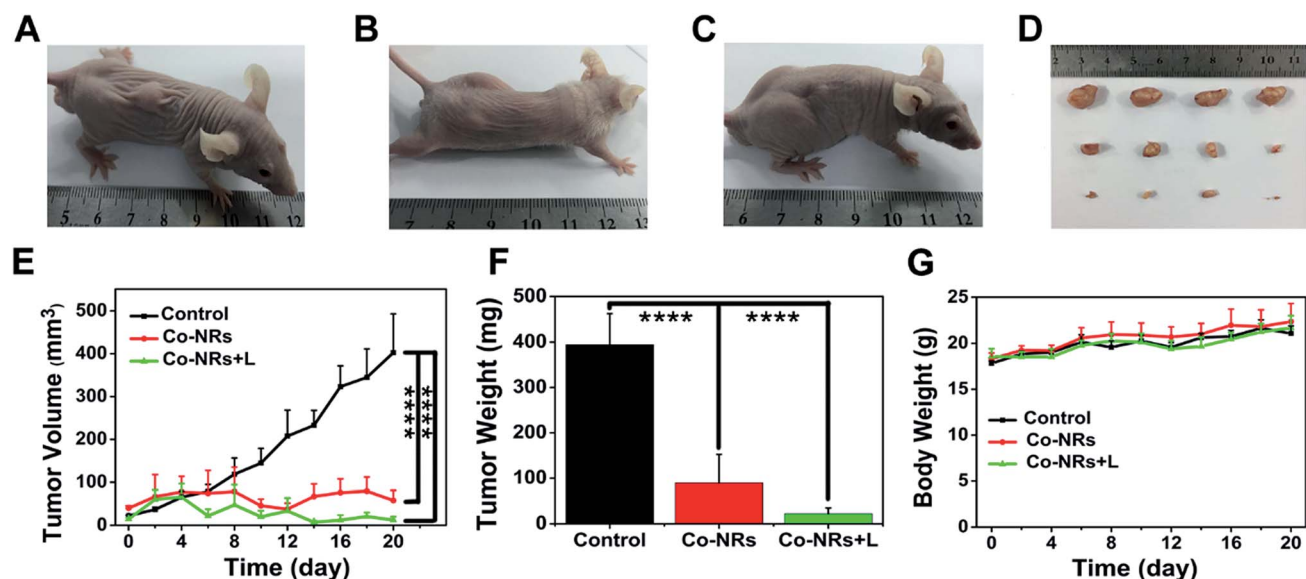 A
B
C
D
5 6 7 8 9 10 11 12
7 8 9 10 11 12 13
6 7 8 9 10 11 12
2 3 4 5 6 7 8 9 10 11
E
F
G
Tumor Volume (mm³)
500
400
300
200
100
0
Control
Co-NRs
Co-NRs+L
****
****
0 4 8 12 16 20
Time (day)
Tumor Weight (mg)
500
400
300
200
100
0
**** ****
Control Co-NRs Co-NRs+L
Body Weight (g)
25
20
15
10
5
0
Control
Co-NRs
Co-NRs+L
0 4 8 12 16 20
Time (day)